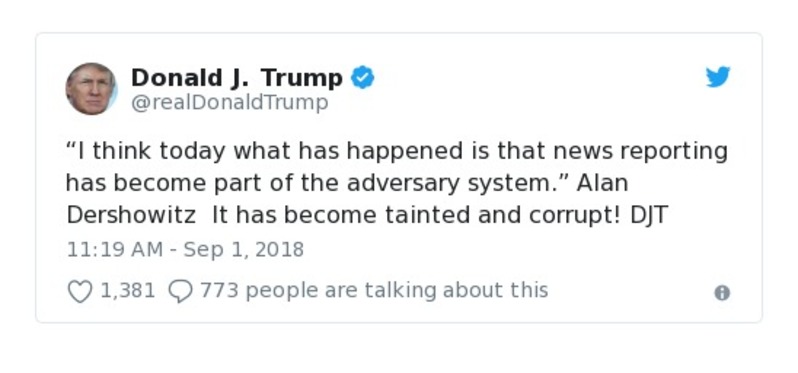 Donald J. Trump
@realDonaldTrump
“I think today what has happened is that news reporting
has become part of the adversary system.” Alan
Dershowitz  It has become tainted and corrupt! DJT
11:19 AM - Sep 1, 2018
1,381 773 people are talking about this